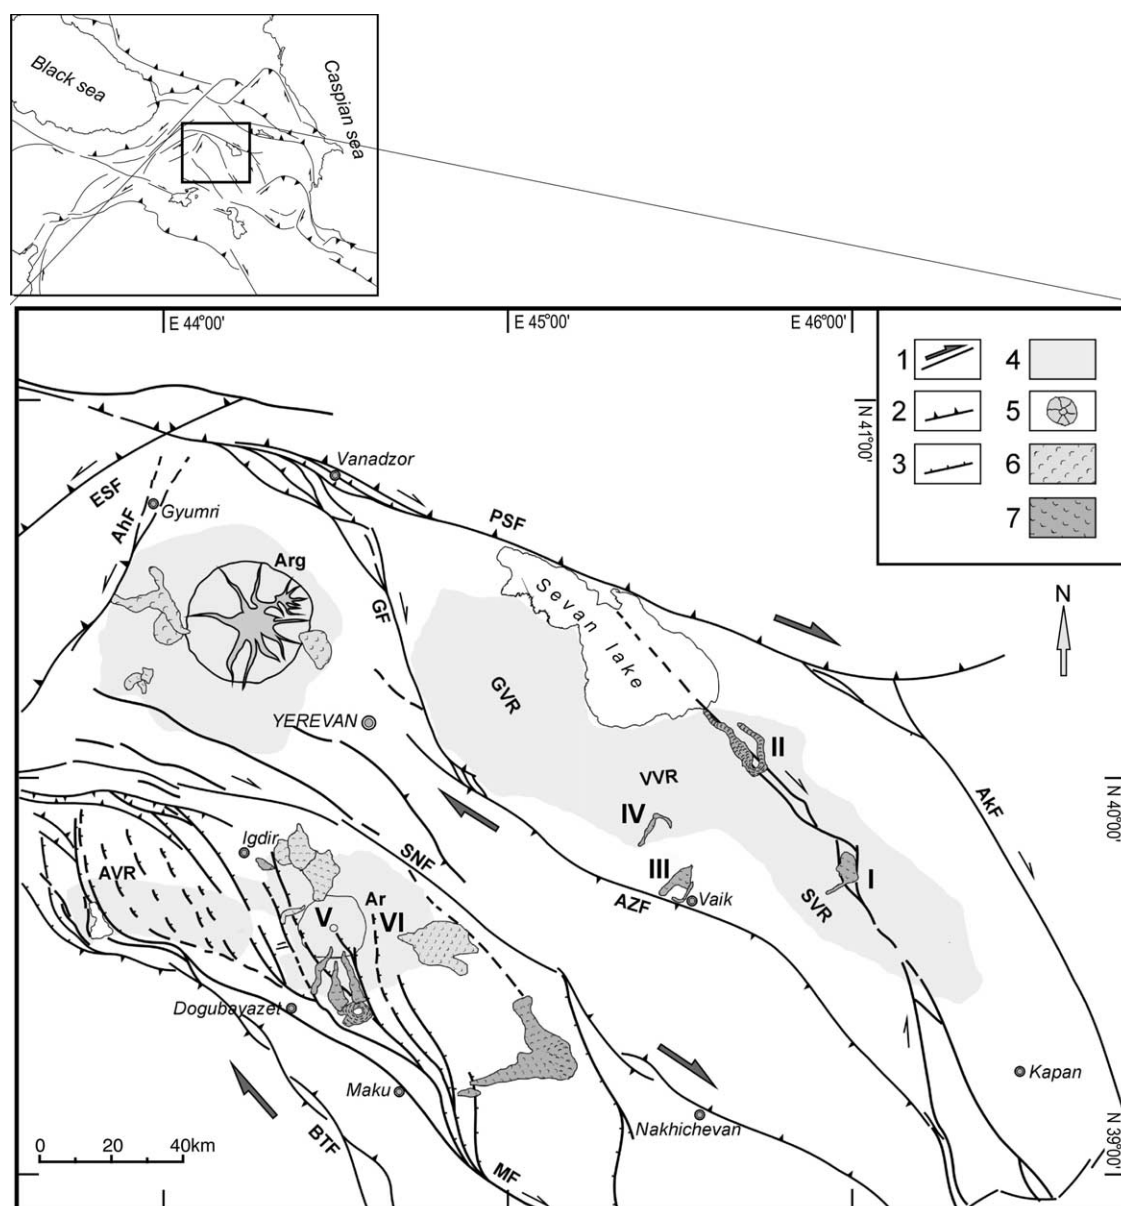 Black sea
Caspian sea
E 44°00'
E 45°00'
E 46°00'
1
4
2
5
3
6
7
N 41°00'
Vanadzor
ESF
AhF
Gyumri
PSF
Arg
N
GF
Sevan lake
GVR
YEREVAN
II
VVR
AkF
N 40°00'
IV
Igdir
SNF
III
I
AVR
Vaik
V
Ar
VI
AZF
SVR
Dogubayazet
Maku
Kapan
Nakhichevan
BTF
MF
0 20 40km
N 39°00'